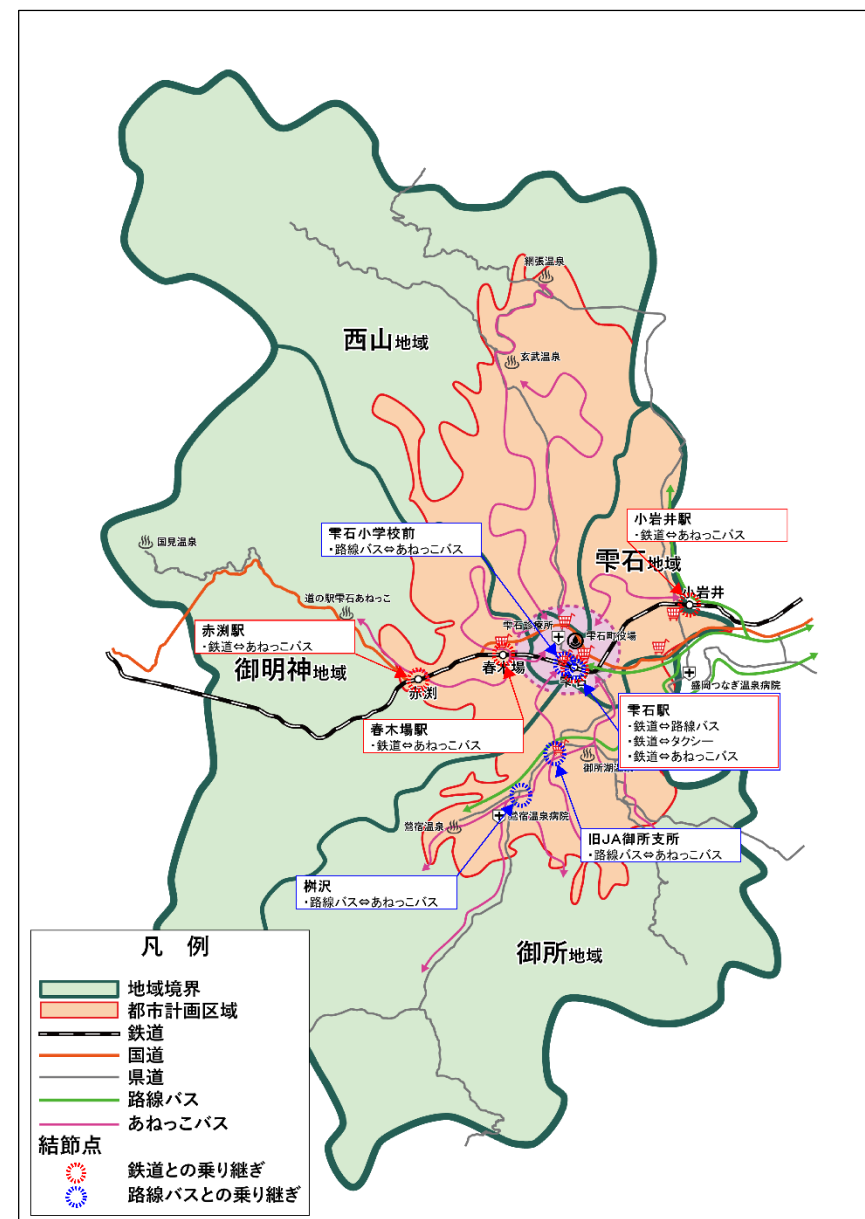 網張温泉
西山地域
玄武温泉
小岩井駅
・鉄道⇔あねっこバス
雫石小学校前
・路線バス⇔あねっこバス
国見温泉
雫石地域
小岩井
道の駅雫石あねっこ
雫石診療所
雫石町役場
赤渕駅
・鉄道⇔あねっこバス
御明神地域
春木場
雫石
赤渕
盛岡つなぎ温泉病院
春木場駅
・鉄道⇔あねっこバス
雫石駅
・鉄道⇔路線バス
・鉄道⇔タクシー
・鉄道⇔あねっこバス
御所湖温泉
鶯宿温泉病院
鶯宿温泉
旧JA御所支所
・路線バス⇔あねっこバス
桝沢
・路線バス⇔あねっこバス
御所地域
凡 例
地域境界
都市計画区域
鉄道
国道
県道
路線バス
あねっこバス
結節点
鉄道との乗り継ぎ
路線バスとの乗り継ぎ